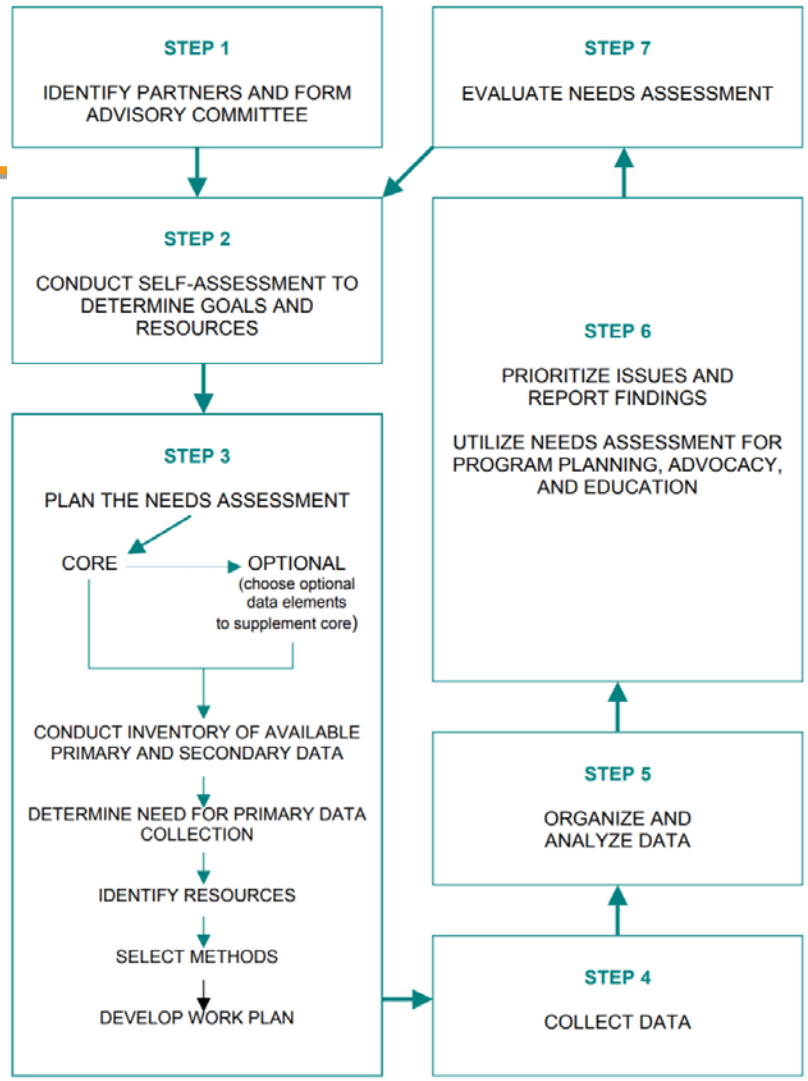 STEP 1
IDENTIFY PARTNERS AND FORM
ADVISORY COMMITTEE
STEP 2
CONDUCT SELF-ASSESSMENT TO
DETERMINE GOALS AND
RESOURCES
STEP 3
PLAN THE NEEDS ASSESSMENT
CORE
OPTIONAL
(choose optional
data elements
to supplement core)
CONDUCT INVENTORY OF AVAILABLE
PRIMARY AND SECONDARY DATA
DETERMINE NEED FOR PRIMARY DATA
COLLECTION
IDENTIFY RESOURCES
SELECT METHODS
DEVELOP WORK PLAN
STEP 4
COLLECT DATA
STEP 5
ORGANIZE AND
ANALYZE DATA
STEP 6
PRIORITIZE ISSUES AND
REPORT FINDINGS
UTILIZE NEEDS ASSESSMENT FOR
PROGRAM PLANNING, ADVOCACY,
AND EDUCATION
STEP 7
EVALUATE NEEDS ASSESSMENT